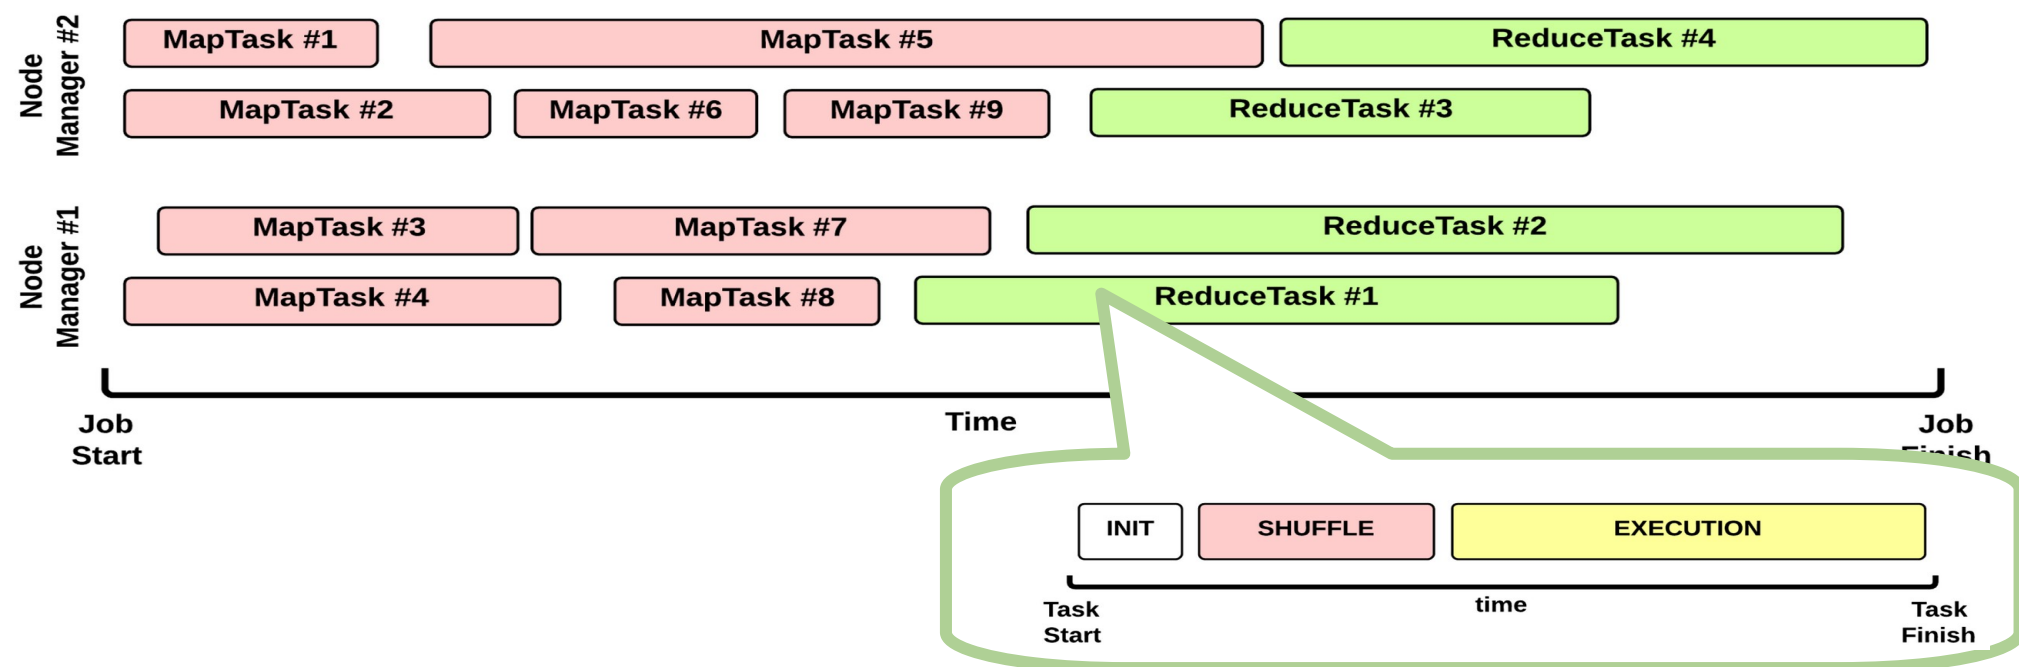 Node
Manager #2
MapTask #1
MapTask #5
ReduceTask #4
MapTask #2
MapTask #6
MapTask #9
ReduceTask #3
Node
Manager #1
MapTask #3
MapTask #7
ReduceTask #2
MapTask #4
MapTask #8
ReduceTask #1
Job
Start
Time
Job
Finish
INIT
SHUFFLE
EXECUTION
Task
Start
time
Task
Finish